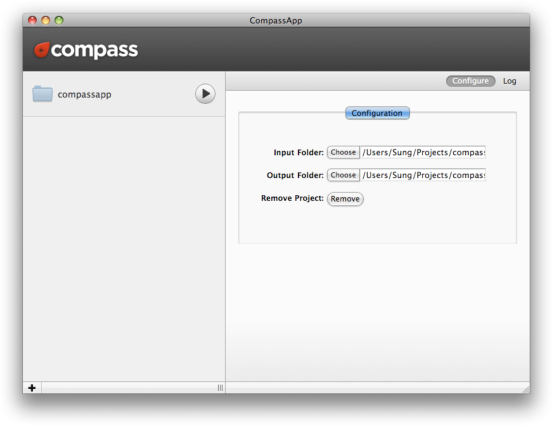 CompassApp
compass
compassapp
Configure Log
Configuration
Input Folder: Choose /Users/Sung/Projects/compas
Output Folder: Choose /Users/Sung/Projects/compas
Remove Project: Remove